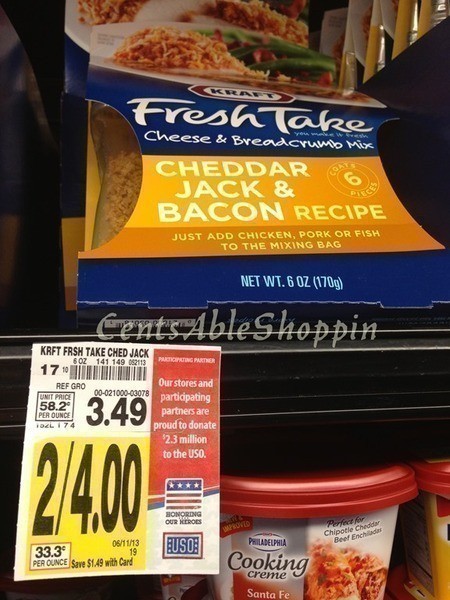 KRAFT
Fresh Take
you make it fresh
Cheese & Breadcrumb Mix
CHEDDAR
JACK &
BACON RECIPE
COATS
6
PIECES
JUST ADD CHICKEN, PORK OR FISH
TO THE MIXING BAG
NET WT. 6 OZ (170g)
CentsAbleShoppin
KRFT FRSH TAKE CHED JACK
6 OZ 141 149 052113
17 10
REF GRO
00-021000-03078
UNIT PRICE
58.2¢
PER OUNCE
3.49
2/4.00
06/11/13
19
33.3¢
PER OUNCE
Save $1.49 with Card
PARTICIPATING PARTNER
Our stores and
participating
partners are
proud to donate
$2.3 million
to the USO.
HONORING
OUR HEROES
USO
IMPROVED
PHILADELPHIA
Cooking
creme
Santa Fe
Perfect for
Chipotle Cheddar
Beef Enchiladas